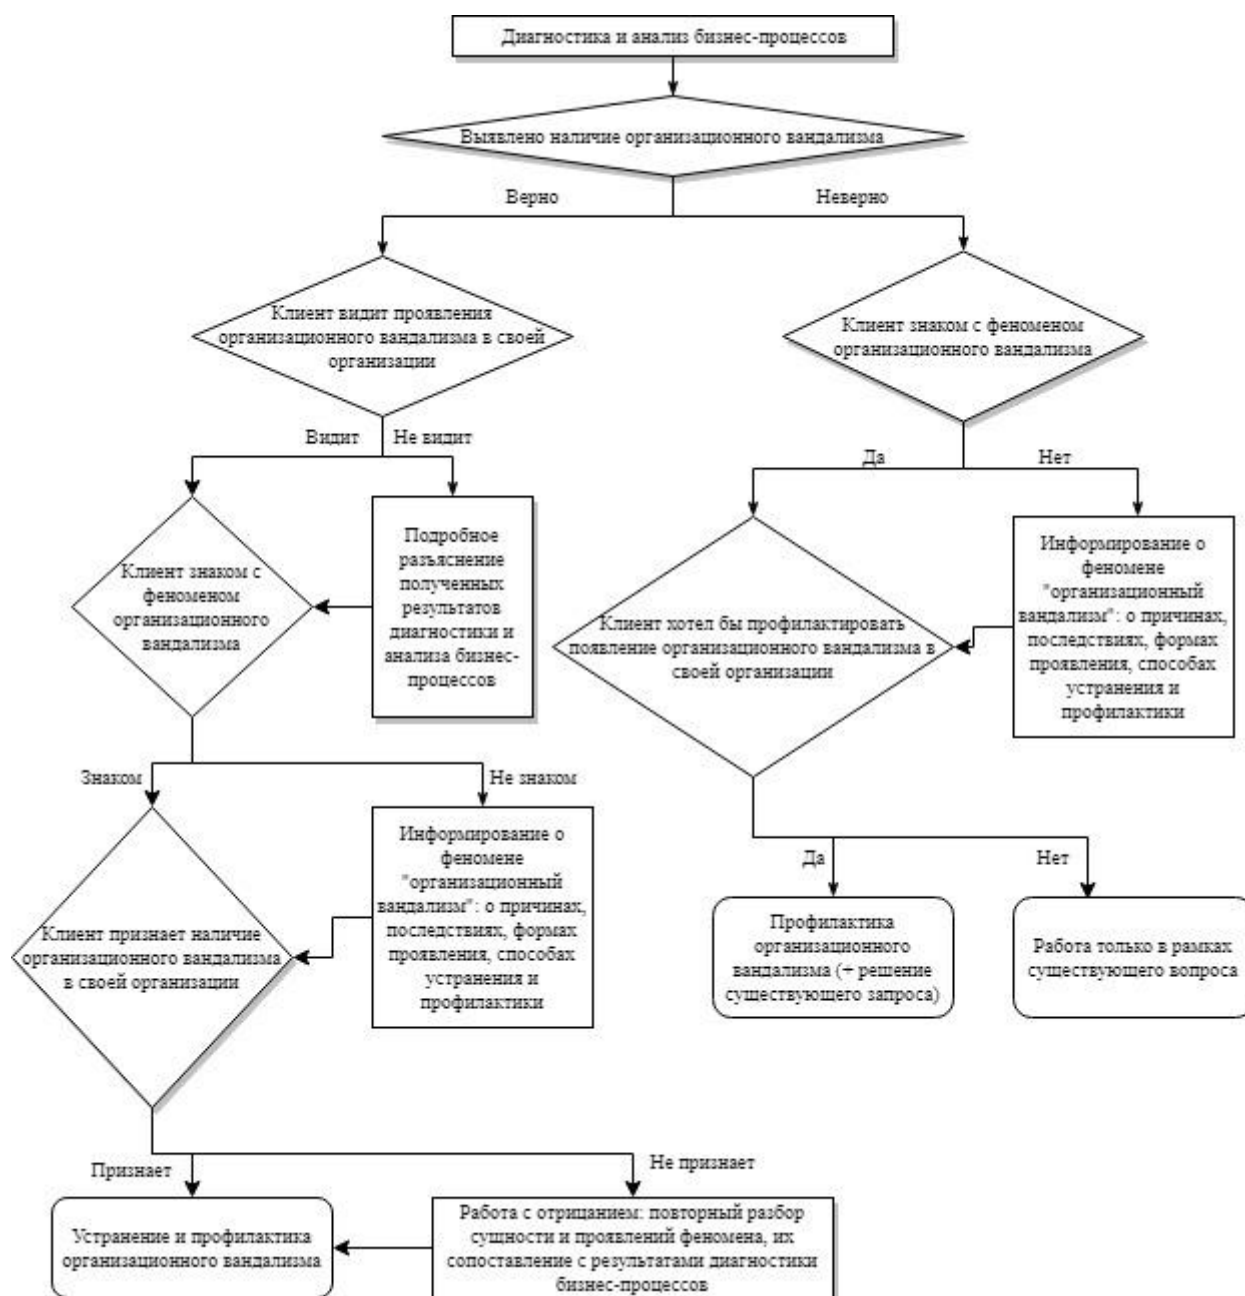 Диагностика и анализ бизнес-процессов
Выявлено наличие организационного вандализма
Верно
Неверно
Клиент видит проявления
организационного вандализма в своей
организации
Клиент знаком с феноменом
организационного вандализма
Видит
Не видит
Да
Нет
Клиент знаком с
феноменом
организационного
вандализма
Подробное
разъяснение
полученных
результатов
диагностики и
анализа бизнес-
процессов
Клиент хотел бы профилактировать
появление организационного вандализма в
своей организации
Информирование о
феномене
"организационный
вандализм": о причинах,
последствиях, формах
проявления, способах
устранения и
профилактики
Знаком
Не знаком
Клиент признает наличие
организационного вандализма
в своей организации
Информирование о
феномене
"организационный
вандализм": о причинах,
последствиях, формах
проявления, способах
устранения и
профилактики
Да
Нет
Профилактика
организационного
вандализма (+ решение
существующего запроса)
Работа только в рамках
существующего вопроса
Признает
Не признает
Устранение и профилактика
организационного вандализма
Работа с отрицанием: повторный разбор
сущности и проявлений феномена, их
сопоставление с результатами диагностики
бизнес-процессов